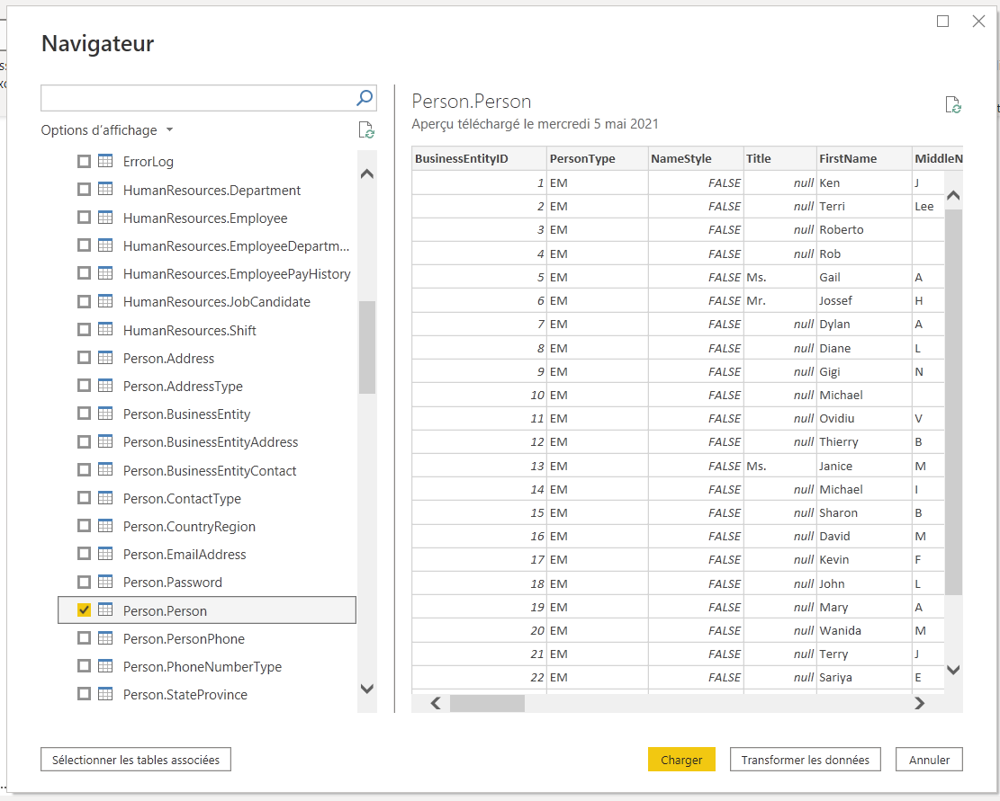 Navigateur
Options d'affichage
ErrorLog
HumanResources.Department
HumanResources.Employee
HumanResources.EmployeeDepartm...
HumanResources.EmployeePayHistory
HumanResources.JobCandidate
HumanResources.Shift
Person.Address
Person.AddressType
Person.BusinessEntity
Person.BusinessEntityAddress
Person.BusinessEntityContact
Person.ContactType
Person.CountryRegion
Person.EmailAddress
Person.Password
Person.Person
Person.PersonPhone
Person.PhoneNumberType
Person.StateProvince
Person.Person
Aperçu téléchargé le mercredi 5 mai 2021
BusinessEntityID PersonType NameStyle Title FirstName MiddleN
1 EM FALSE null Ken J
2 EM FALSE null Terri Lee
3 EM FALSE null Roberto
4 EM FALSE null Rob
5 EM FALSE Ms. Gail A
6 EM FALSE Mr. Jossef H
7 EM FALSE null Dylan A
8 EM FALSE null Diane L
9 EM FALSE null Gigi N
10 EM FALSE null Michael
11 EM FALSE null Ovidiu V
12 EM FALSE null Thierry B
13 EM FALSE Ms. Janice M
14 EM FALSE null Michael I
15 EM FALSE null Sharon B
16 EM FALSE null David M
17 EM FALSE null Kevin F
18 EM FALSE null John L
19 EM FALSE null Mary A
20 EM FALSE null Wanida M
21 EM FALSE null Terry J
22 EM FALSE null Sariya E
Sélectionner les tables associées
Charger
Transformer les données
Annuler